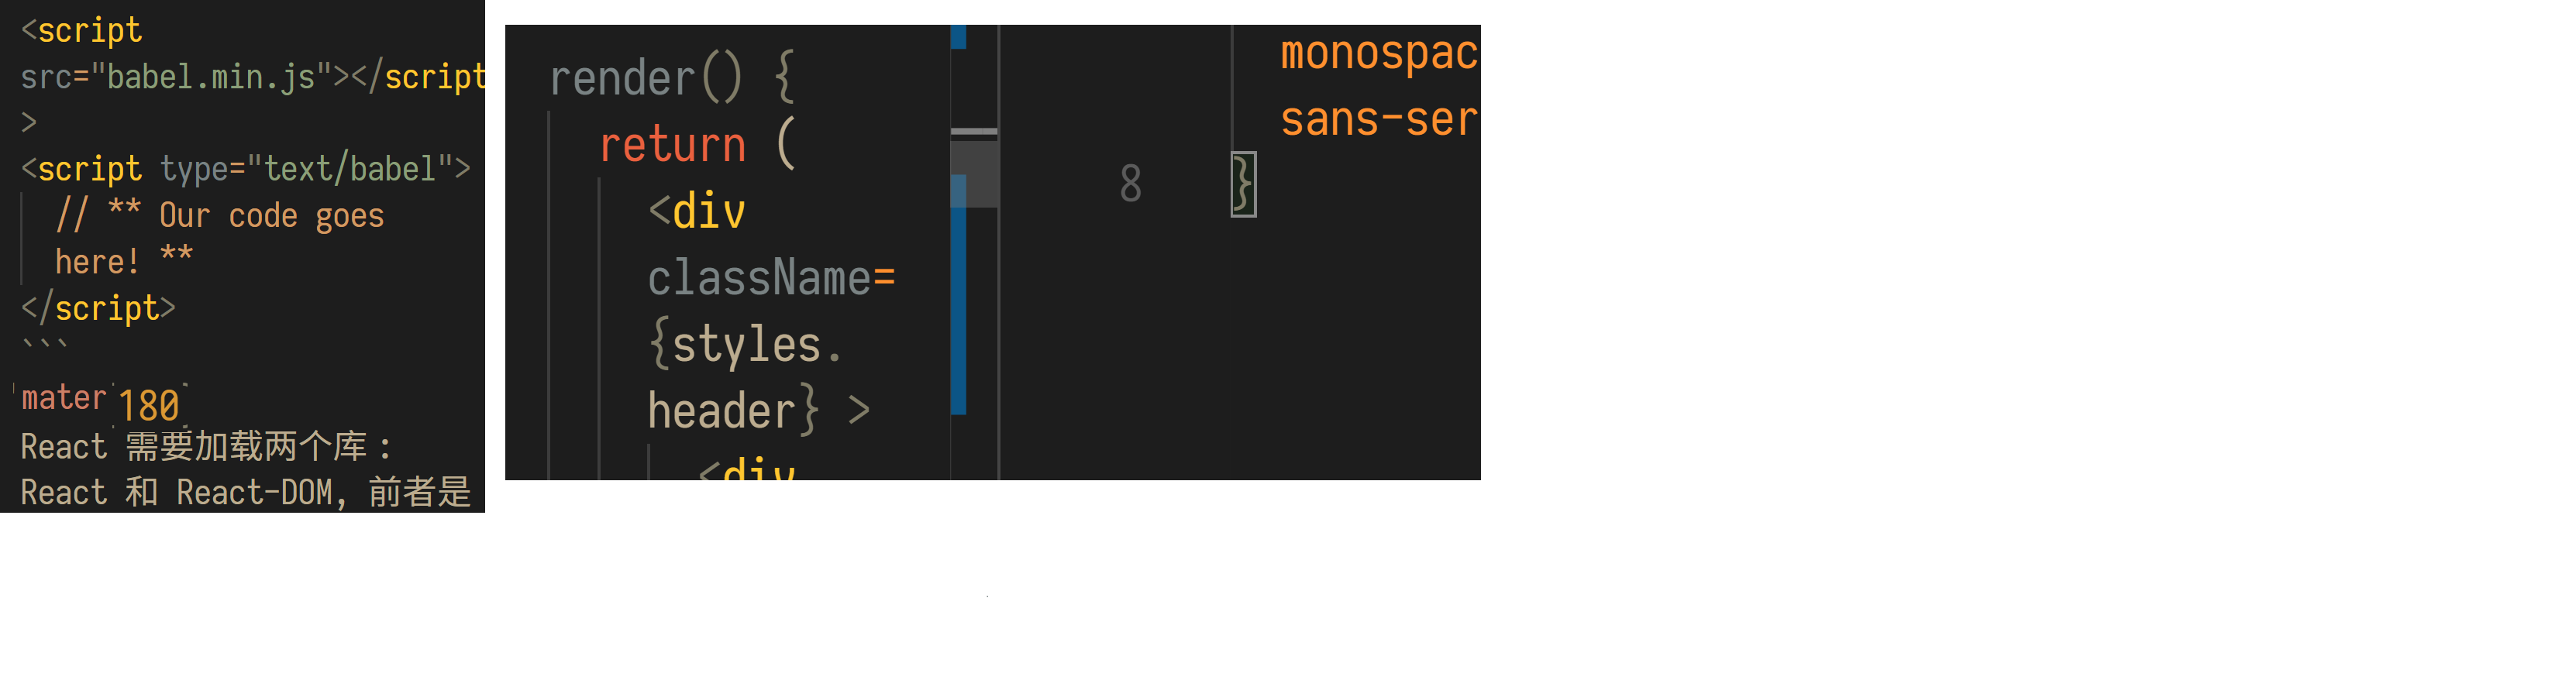 <script
src="babel.min.js"></script
>
<script type="text/babel">
// ** Our code goes
here! **
</script>
```
mater 180
React 需要加载两个库：
React 和 React-DOM, 前者是
render() {
return (
<div
className=
{styles.
header} >
<div
monospac
sans-ser
8 }